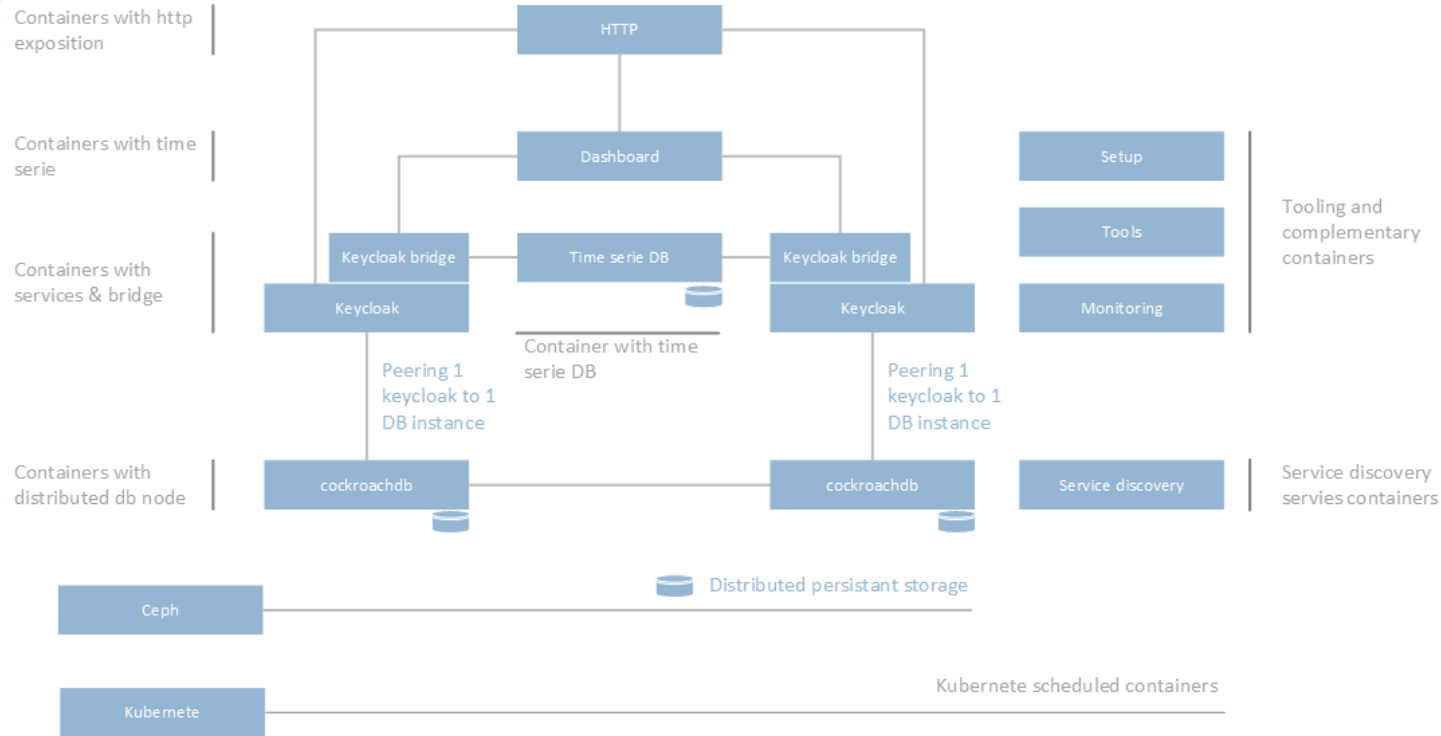 Containers with http
exposition
HTTP
Containers with time
serie
Dashboard
Setup
Tools
Monitoring
Tooling and
complementary
containers
Containers with
services & bridge
Keycloak bridge
Time serie DB
Keycloak bridge
Keycloak
Keycloak
Container with time
serie DB
Peering 1
keycloak to 1
DB instance
Peering 1
keycloak to 1
DB instance
Containers with
distributed db node
cockroachdb
cockroachdb
Service discovery
Service discovery
servies containers
Distributed persistant storage
Ceph
Kubernete scheduled containers
Kubernete